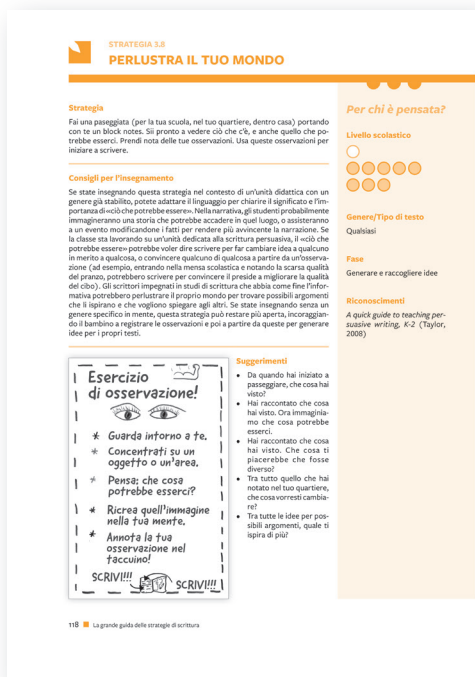 STRATEGIA 3.8
PERLUSTRA IL TUO MONDO
Strategia
Fai una paseggiata (per la tua scuola, nel tuo quartiere, dentro casa) portando
con te un block notes. Sii pronto a vedere ciò che c'è, e anche quello che po-
trebbe esserci. Prendi nota delle tue osservazioni. Usa queste osservazioni per
iniziare a scrivere.
Consigli per l'insegnamento
Se state insegnando questa strategia nel contesto di un'unità didattica con un
genere già stabilito, potete adattare il linguaggio per chiarire il significato e l'im-
portanza di «ciò che potrebbe essere». Nella narrativa, gli studenti probabilmente
immagineranno una storia che potrebbe accadere in quel luogo, o assisteranno
a un evento modificandone i fatti per rendere più avvincente la narrazione. Se
la classe sta lavorando su un'unità dedicata alla scrittura persuasiva, il «ciò che
potrebbe essere» potrebbe voler dire scrivere per far cambiare idea a qualcuno
in merito a qualcosa, o convincere qualcuno di qualcosa a partire da un'osserva-
zione (ad esempio, entrando nella mensa scolastica e notando la scarsa qualità
del pranzo, potrebbero scrivere per convincere il preside a migliorare la qualità
del cibo). Gli scrittori impegnati in studi di scrittura che abbia come fine l'infor-
mativa potrebbero perlustrare il proprio mondo per trovare possibili argomenti
che li ispirano e che vogliono spiegare agli altri. Se state insegnando senza un
genere specifico in mente, questa strategia può restare più aperta, incoraggian-
do il bambino a registrare le osservazioni e poi a partire da queste per generare
idee per i propri testi.
Esercizio
di osservazione!
* Guarda intorno a te.
* Concentrati su un
oggetto o un'area.
* Pensa: che cosa
potrebbe esserci?
* Ricrea quell'immagine
nella tua mente.
* Annota la tua
osservazione nel
taccuino!
SCRIVI!!! SCRIVI!!!
Suggerimenti
• Da quando hai iniziato a
passeggiare, che cosa hai
visto?
• Hai raccontato che cosa
hai visto. Ora immaginia-
mo che cosa potrebbe
esserci.
• Hai raccontato che cosa
hai visto. Che cosa ti
piacerebbe che fosse
diverso?
• Tra tutto quello che hai
notato nel tuo quartiere,
che cosa vorresti cambia-
re?
• Tra tutte le idee per pos-
sibili argomenti, quale ti
ispira di più?
Per chi è pensata?
Livello scolastico
Genere/Tipo di testo
Qualsiasi
Fase
Generare e raccogliere idee
Riconoscimenti
A quick guide to teaching per-
suasive writing, K-2 (Taylor,
2008)
118 La grande guida delle strategie di scrittura